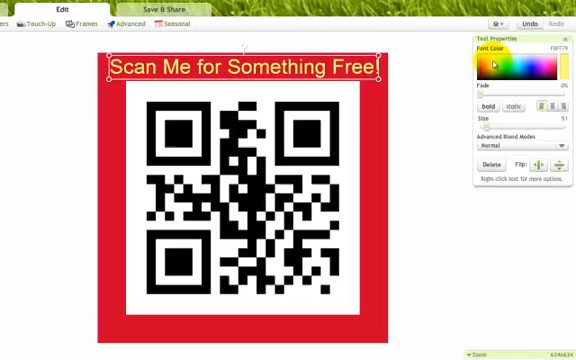 Edit
Save & Share
ers
Touch-Up
Frames
Advanced
Seasonal
Undo
Redo
Scan Me for Something Free!
Text Properties
Font Color
FBFF79
Fade
0%
bold
italic
Size
51
Advanced Blend Modes
Normal
Delete
Flip:
Right-click text for more options.
Zoom
634x634